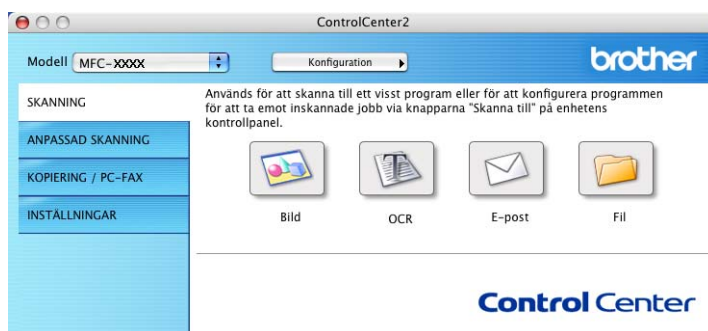 ControlCenter2
Modell MFC-XXXX Konfiguration brother
SKANNING
ANPASSAD SKANNING
KOPIERING / PC-FAX
INSTÄLLNINGAR
Används för att skanna till ett visst program eller för att konfigurera programmen
för att ta emot inskannade jobb via knapparna "Skanna till" på enhetens
kontrollpanel.
Bild OCR E-post Fil
Control Center